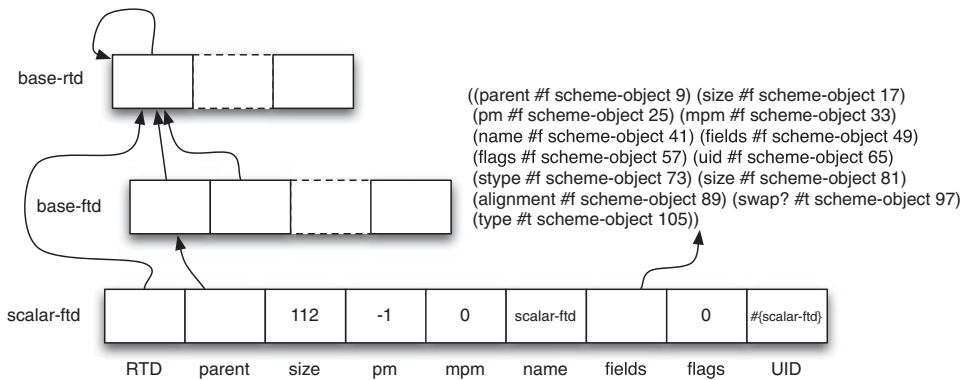 base-rtd
((parent #f scheme-object 9) (size #f scheme-object 17)
(pm #f scheme-object 25) (mpm #f scheme-object 33)
(name #f scheme-object 41) (fields #f scheme-object 49)
(flags #f scheme-object 57) (uid #f scheme-object 65)
(stype #f scheme-object 73) (size #f scheme-object 81)
(alignment #f scheme-object 89) (swap? #t scheme-object 97)
(type #t scheme-object 105))
base-ftd
scalar-ftd 112 -1 0 scalar-ftd 0 #{scalar-ftd}
RTD parent size pm mpm name fields flags UID